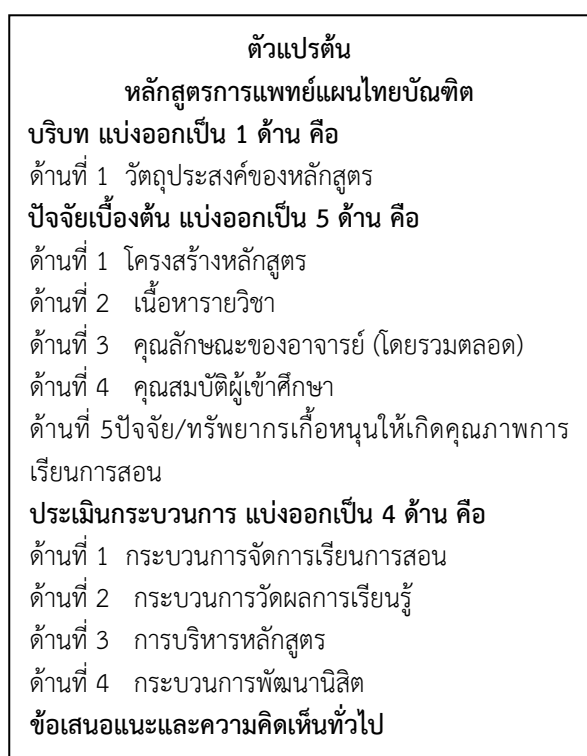 ตัวแปรต้น
หลักสูตรการแพทย์แผนไทยบัณฑิต
บริบท แบ่งออกเป็น 1 ด้าน คือ
ด้านที่ 1 วัตถุประสงค์ของหลักสูตร
ปัจจัยเบื้องต้น แบ่งออกเป็น 5 ด้าน คือ
ด้านที่ 1 โครงสร้างหลักสูตร
ด้านที่ 2 เนื้อหารายวิชา
ด้านที่ 3 คุณลักษณะของอาจารย์ (โดยรวมตลอด)
ด้านที่ 4 คุณสมบัติผู้เข้าศึกษา
ด้านที่ 5ปัจจัย/ทรัพยากรเกื้อหนุนให้เกิดคุณภาพการ
เรียนการสอน
ประเมินกระบวนการ แบ่งออกเป็น 4 ด้าน คือ
ด้านที่ 1 กระบวนการจัดการเรียนการสอน
ด้านที่ 2 กระบวนการวัดผลการเรียนรู้
ด้านที่ 3 การบริหารหลักสูตร
ด้านที่ 4 กระบวนการพัฒนานิสิต
ข้อเสนอแนะและความคิดเห็นทั่วไป